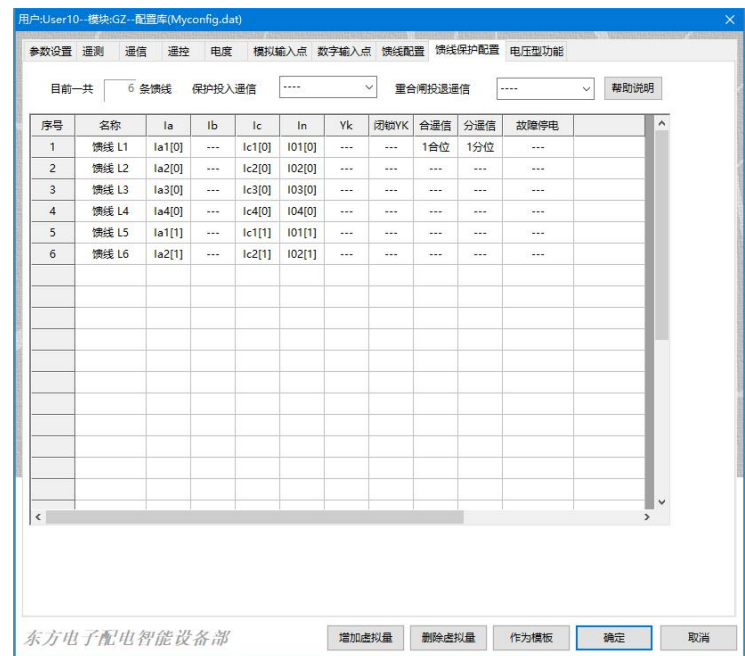 用户:User10--模块:GZ--配置库(Myconfig.dat)
参数设置 遥测 遥信 遥控 电度 模拟输入点 数字输入点 馈线配置 馈线保护配置 电压型功能
目前一共 6 条馈线 保护投入遥信 ---- 重合闸投退遥信 ---- 帮助说明
序号 名称 Ia Ib Ic In Yk 闭锁YK 合遥信 分遥信 故障停电
1 馈线 L1 Ia1[0] --- Ic1[0] I01[0] --- --- 1合位 1分位 ---
2 馈线 L2 Ia2[0] --- Ic2[0] I02[0] --- --- --- --- ---
3 馈线 L3 Ia3[0] --- Ic3[0] I03[0] --- --- --- --- ---
4 馈线 L4 Ia4[0] --- Ic4[0] I04[0] --- --- --- --- ---
5 馈线 L5 Ia1[1] --- Ic1[1] I01[1] --- --- --- --- ---
6 馈线 L6 Ia2[1] --- Ic2[1] I02[1] --- --- --- --- ---
东方电子配电智能设备部 增加虚拟量 删除虚拟量 作为模板 确定 取消